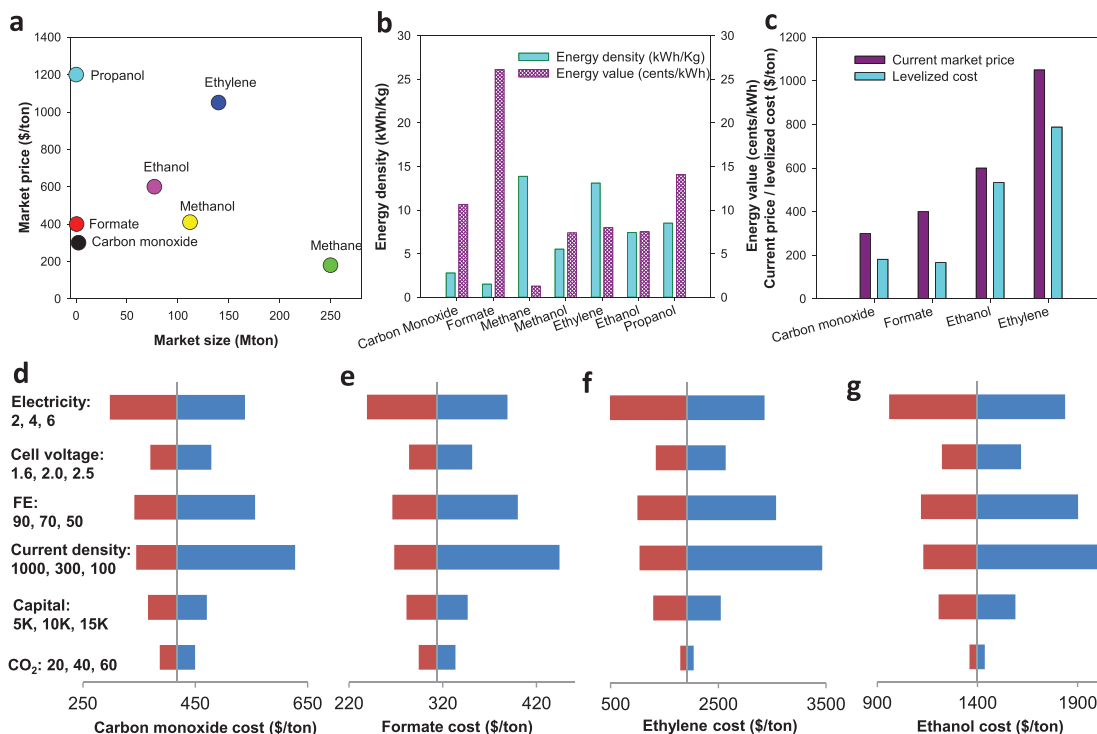 a
Market price ($/ton)
1400
1200
1000
800
600
400
200
0
Propanol
Ethylene
Ethanol
Methanol
Formate
Carbon monoxide
Methane
0 50 100 150 200 250
Market size (Mton)
b
Energy density (kWh/Kg)
30
25
20
15
10
5
0
Energy density (kWh/Kg)
Energy value (cents/kWh)
30
25
20
15
10
5
0
Energy value (cents/kWh)
Carbon Monoxide
Formate
Methane
Methanol
Ethylene
Ethanol
Propanol
c
Current price / levelized cost ($/ton)
1200
1000
800
600
400
200
0
Current market price
Levelized cost
Carbon monoxide
Formate
Ethanol
Ethylene
d
Electricity:
2, 4, 6
Cell voltage:
1.6, 2.0, 2.5
FE:
90, 70, 50
Current density:
1000, 300, 100
Capital:
5K, 10K, 15K
CO2: 20, 40, 60
250 450 650
Carbon monoxide cost ($/ton)
e
220 320 420
Formate cost ($/ton)
f
500 2500 3500
Ethylene cost ($/ton)
g
900 1400 1900
Ethanol cost ($/ton)